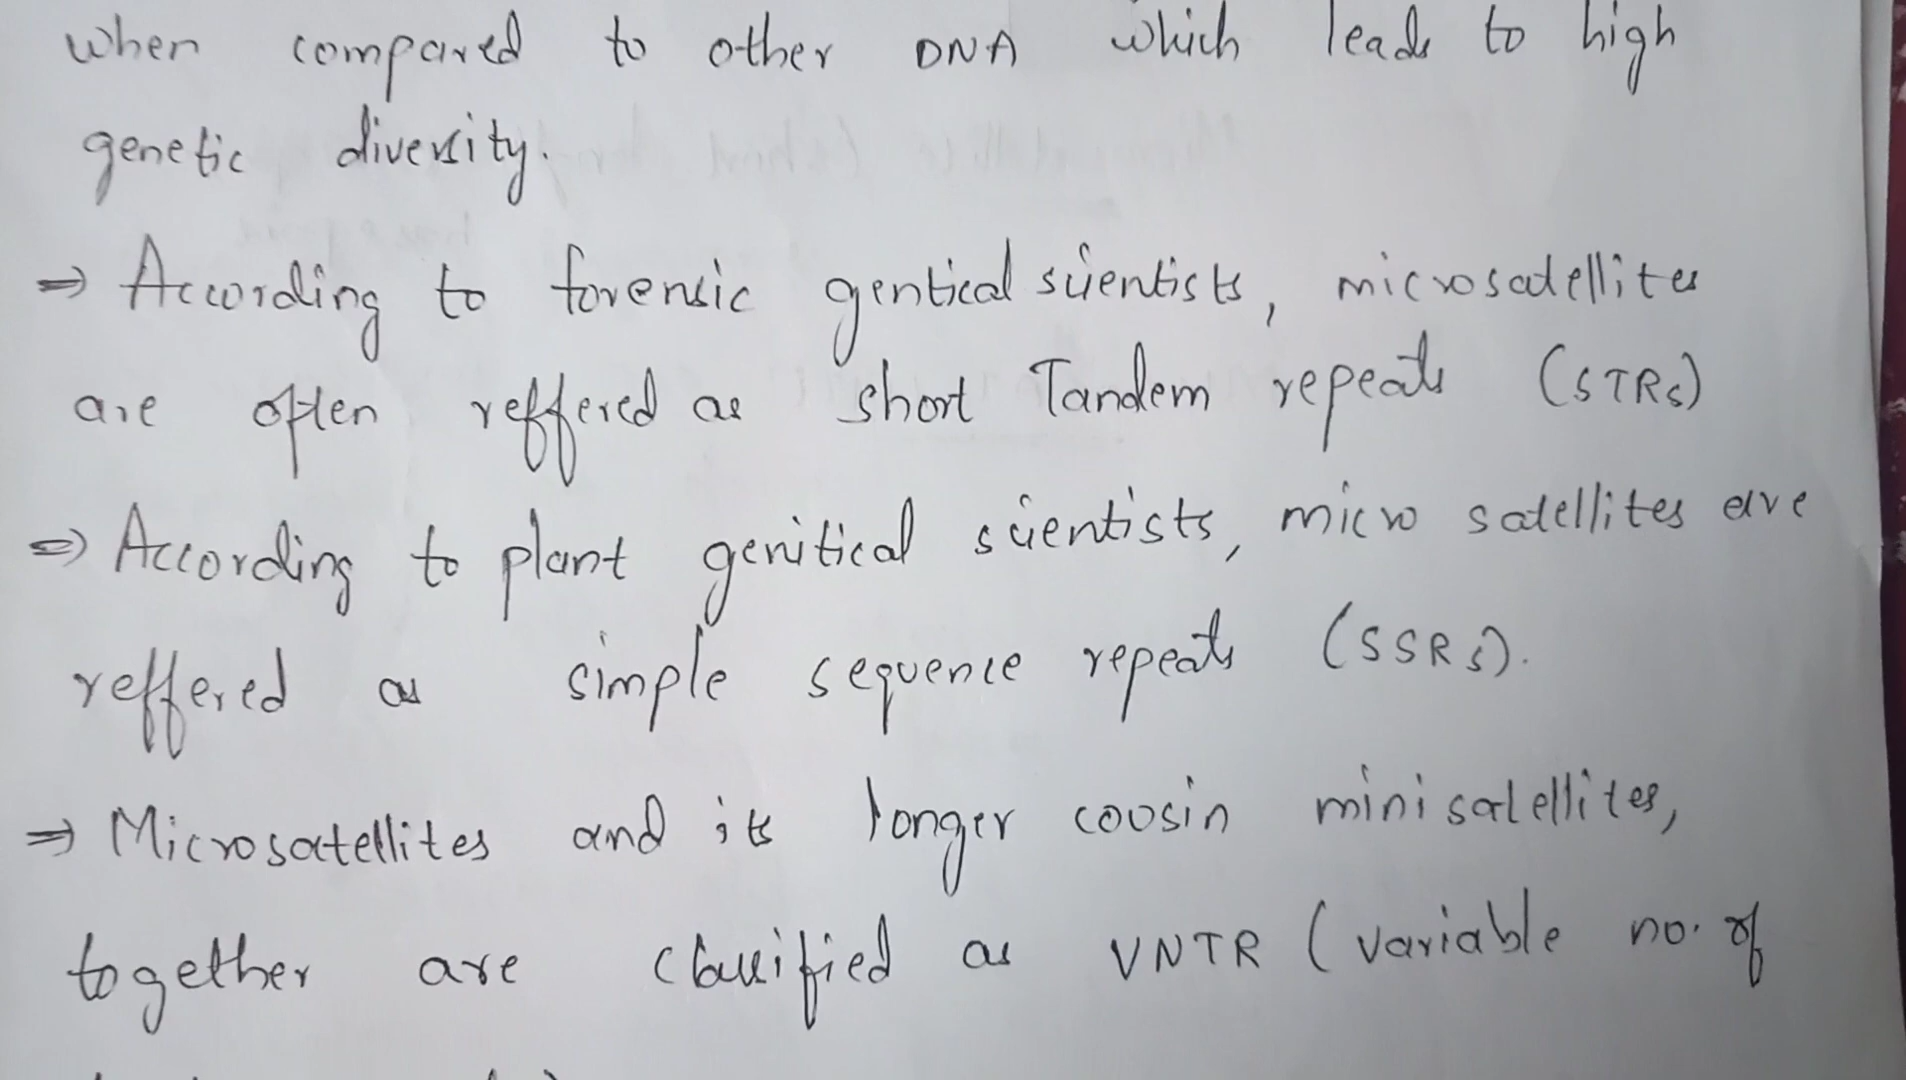 when compared to other DNA which leads to high
genetic diversity.
⇒ According to forensic gentical scientists, microsatellites
are often reffered as short Tandem repeats (STRs)
⇒ According to plant genitical scientists, micro satellites are
reffered as simple sequence repeats (SSRs).
⇒ Microsatellites and its longer cousin minisatellites,
together are classified as VNTR (variable no. of